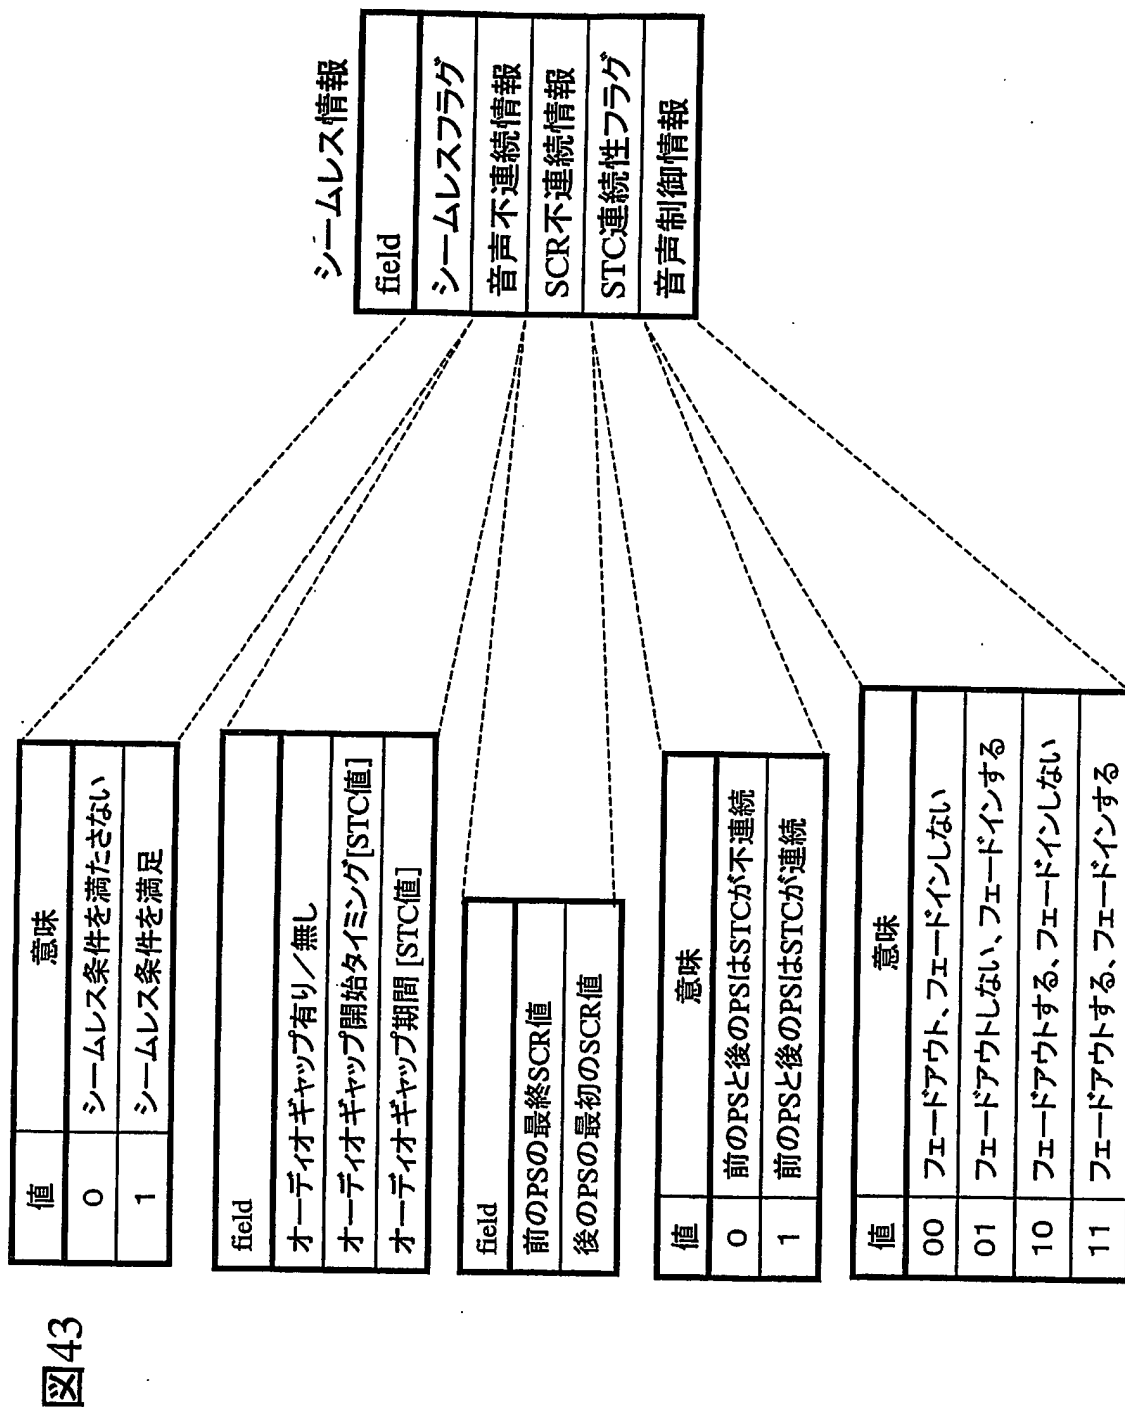 図43
シームレス情報
field
シームレスフラグ
音声不連続情報
SCR不連続情報
STC連続性フラグ
音声制御情報
値 意味
0 シームレス条件を満たさない
1 シームレス条件を満足
field
オーディオギャップ有り／無し
オーディオギャップ開始タイミング[STC値]
オーディオギャップ期間 [STC値]
field
前のPSの最終SCR値
後のPSの最初のSCR値
値 意味
0 前のPSと後のPSはSTCが不連続
1 前のPSと後のPSはSTCが連続
値 意味
00 フェードアウト、フェードインしない
01 フェードアウトしない、フェードインする
10 フェードアウトする、フェードインしない
11 フェードアウトする、フェードインする